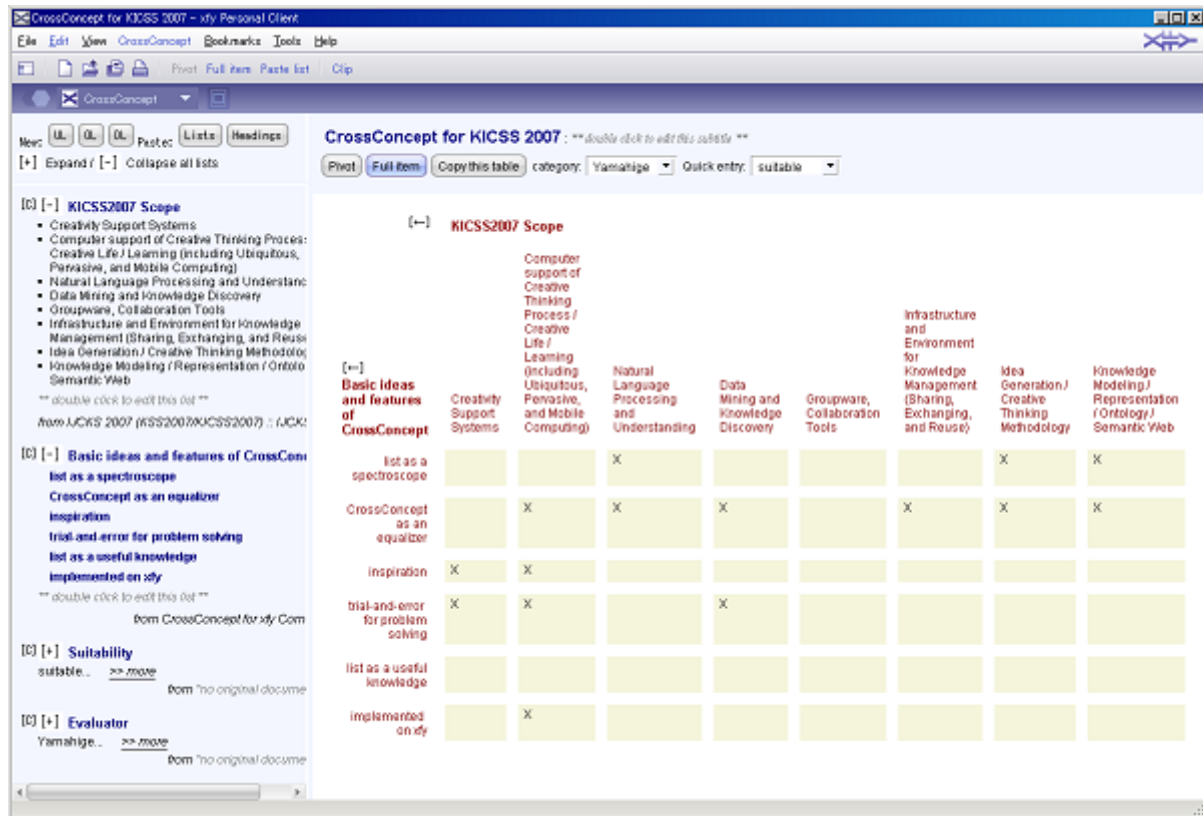 CrossConcept for KICSS 2007 - xfy Personal Client
File Edit View CrossConcept Bookmarks Tools Help
Pivot Full item Paste list Clip
CrossConcept
New: UL OL DL Paste: Lists Headings
[+] Expand / [-] Collapse all lists
[C] [-] KICSS2007 Scope
Creativity Support Systems
Computer support of Creative Thinking Proces
Creative Life / Learning (including Ubiquitous,
Pervasive, and Mobile Computing)
Natural Language Processing and Understanc
Data Mining and Knowledge Discovery
Groupware, Collaboration Tools
Infrastructure and Environment for Knowledge
Management (Sharing, Exchanging, and Reus
Idea Generation / Creative Thinking Methodolog
Knowledge Modeling / Representation / Ontolo
Semantic Web
** double click to edit this list **
from IJCKS 2007 (KSS2007/KICSS2007) :: IJCK
[C] [-] Basic ideas and features of CrossCon
list as a spectroscope
CrossConcept as an equalizer
inspiration
trial-and-error for problem solving
list as a useful knowledge
implemented on xfy
** double click to edit this list **
from CrossConcept for xfy Com
[C] [+] Suitability
suitable... >> more
from "no original docume
[C] [+] Evaluator
Yamahige... >> more
from "no original docume
CrossConcept for KICSS 2007 : ** double click to edit this subtitle **
Pivot Full item Copy this table category: Yamahige Quick entry: suitable
[←] KICSS2007 Scope
[←]
Basic ideas
and features
of
CrossConcept
Creativity
Support
Systems
Computer
support of
Creative
Thinking
Process /
Creative
Life /
Learning
(including
Ubiquitous,
Pervasive,
and Mobile
Computing)
Natural
Language
Processing
and
Understanding
Data
Mining and
Knowledge
Discovery
Groupware,
Collaboration
Tools
Infrastructure
and
Environment
for
Knowledge
Management
(Sharing,
Exchanging,
and Reuse)
Idea
Generation /
Creative
Thinking
Methodology
Knowledge
Modeling /
Representation
/ Ontology /
Semantic Web
list as a
spectroscope
X X X
CrossConcept
as an
equalizer
X X X X X X
inspiration
X X
trial-and-error
for problem
solving
X X X
list as a useful
knowledge
implemented
on xfy
X